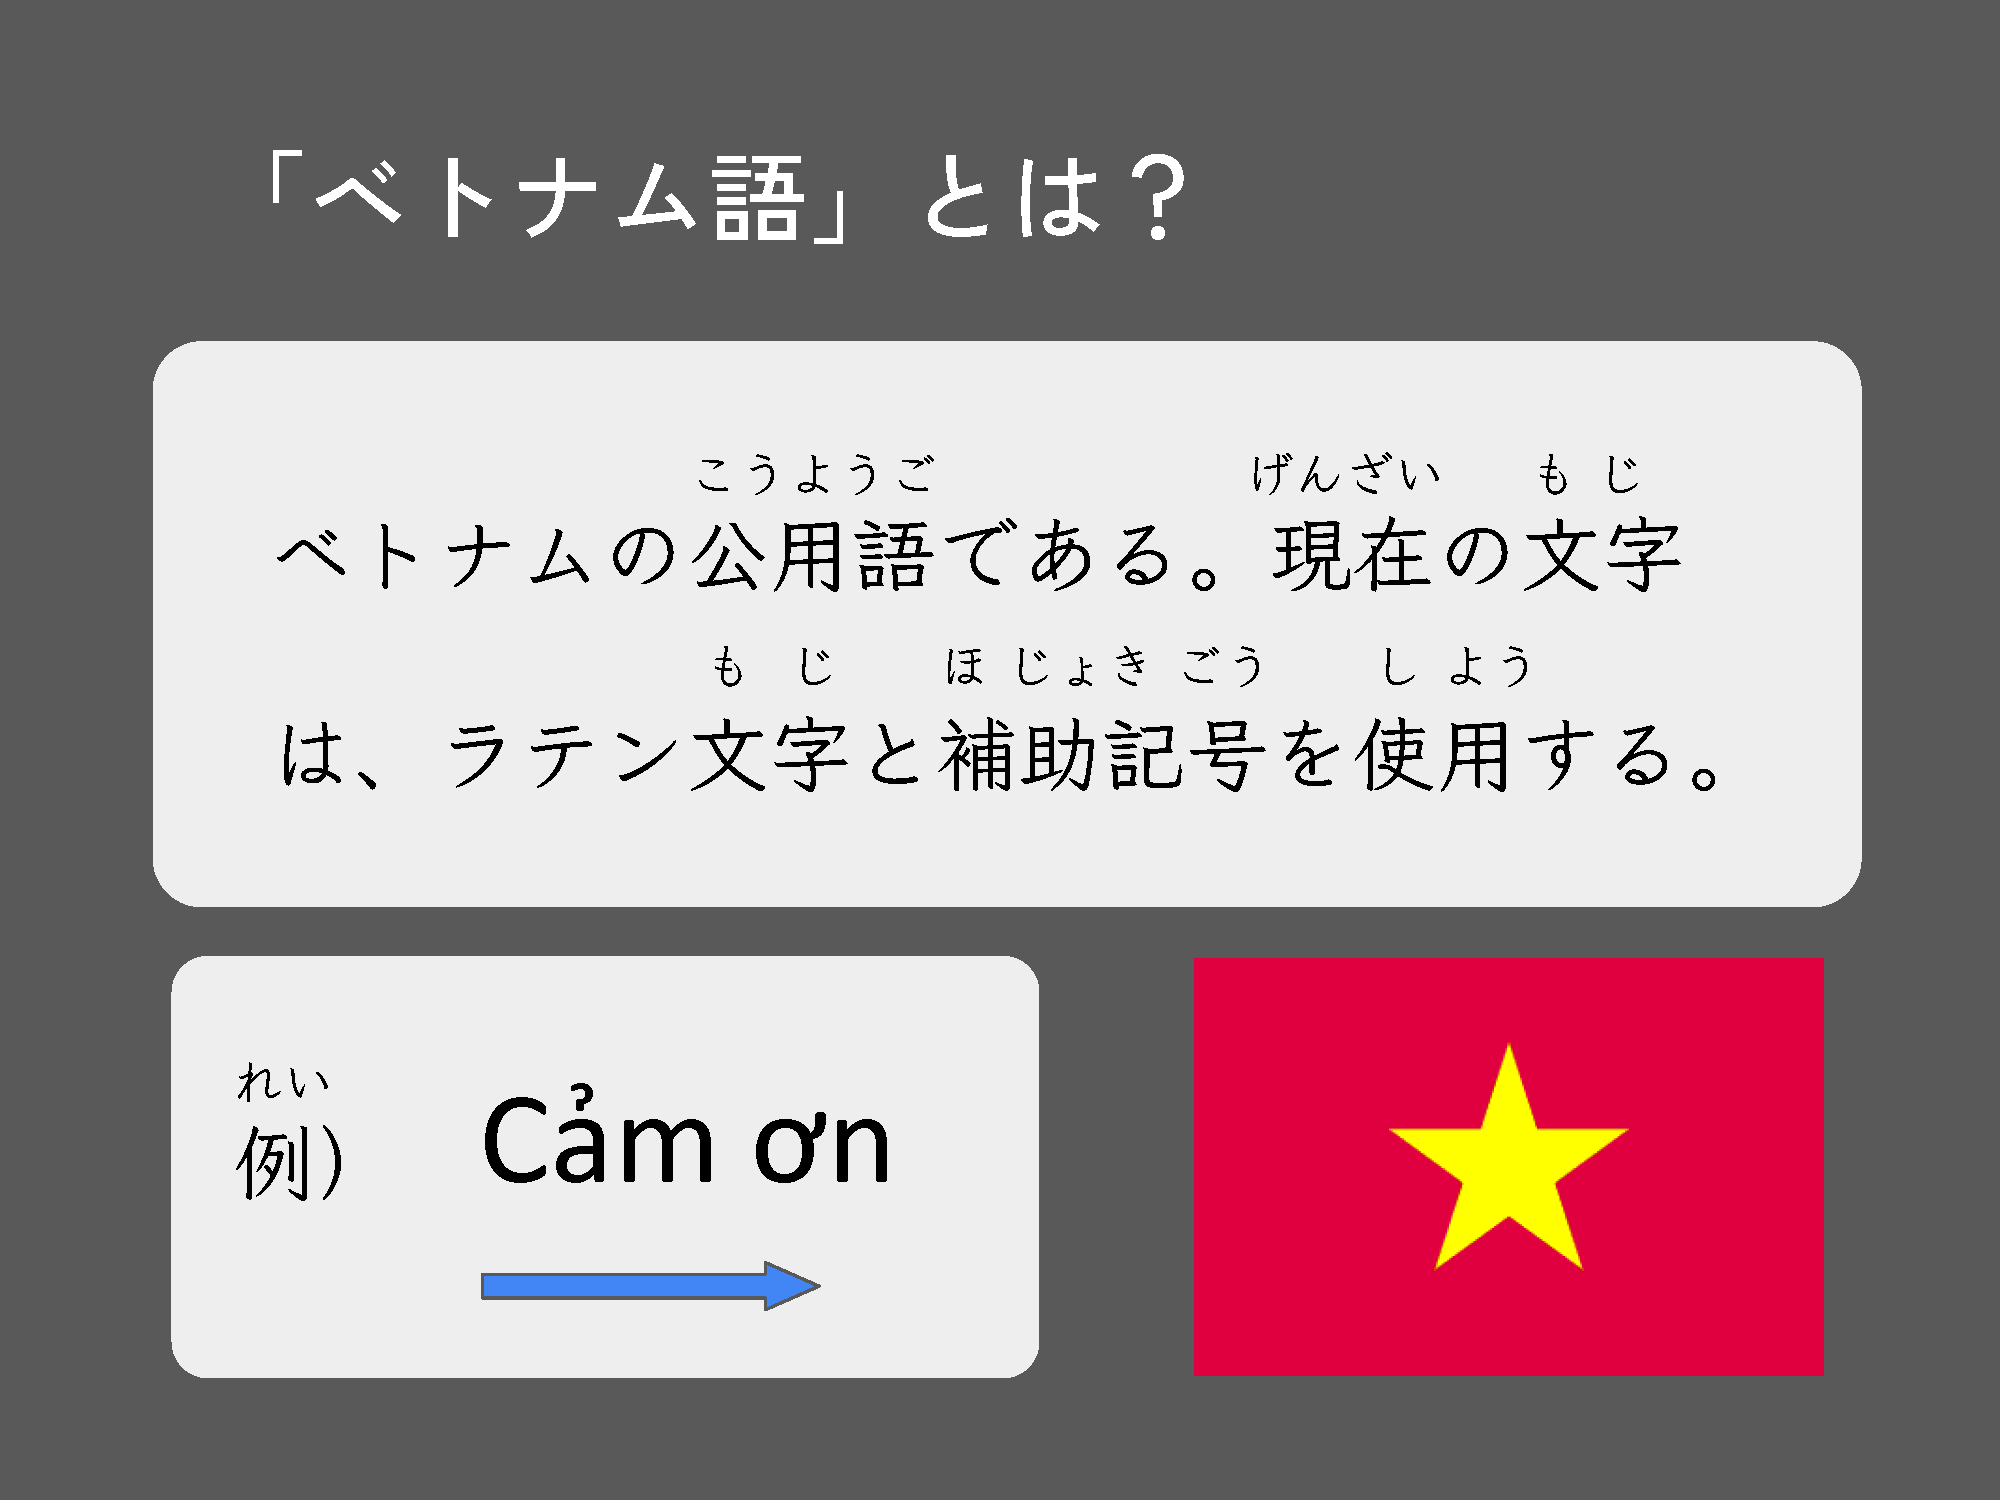 「ベトナム語」とは？
こうようご げんざい もじ
ベトナムの公用語である。現在の文字
もじ ほじょきごう しよう
は、ラテン文字と補助記号を使用する。
れい
例) Cảm ơn